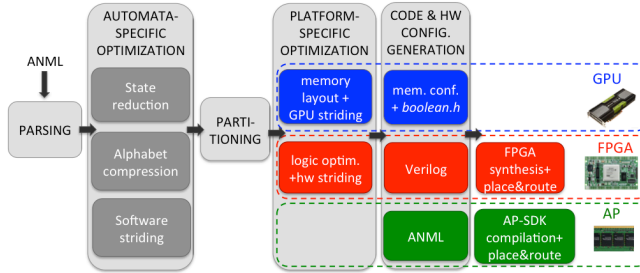 ANML
PARSING
AUTOMATA-
SPECIFIC
OPTIMIZATION
State
reduction
Alphabet
compression
Software
striding
PARTI-
TIONING
PLATFORM-
SPECIFIC
OPTIMIZATION
memory
layout +
GPU striding
logic optim.
+hw striding
CODE & HW
CONFIG.
GENERATION
mem. conf.
+ boolean.h
Verilog
ANML
GPU
FPGA
synthesis+
place&route
FPGA
AP-SDK
compilation+
place&route
AP